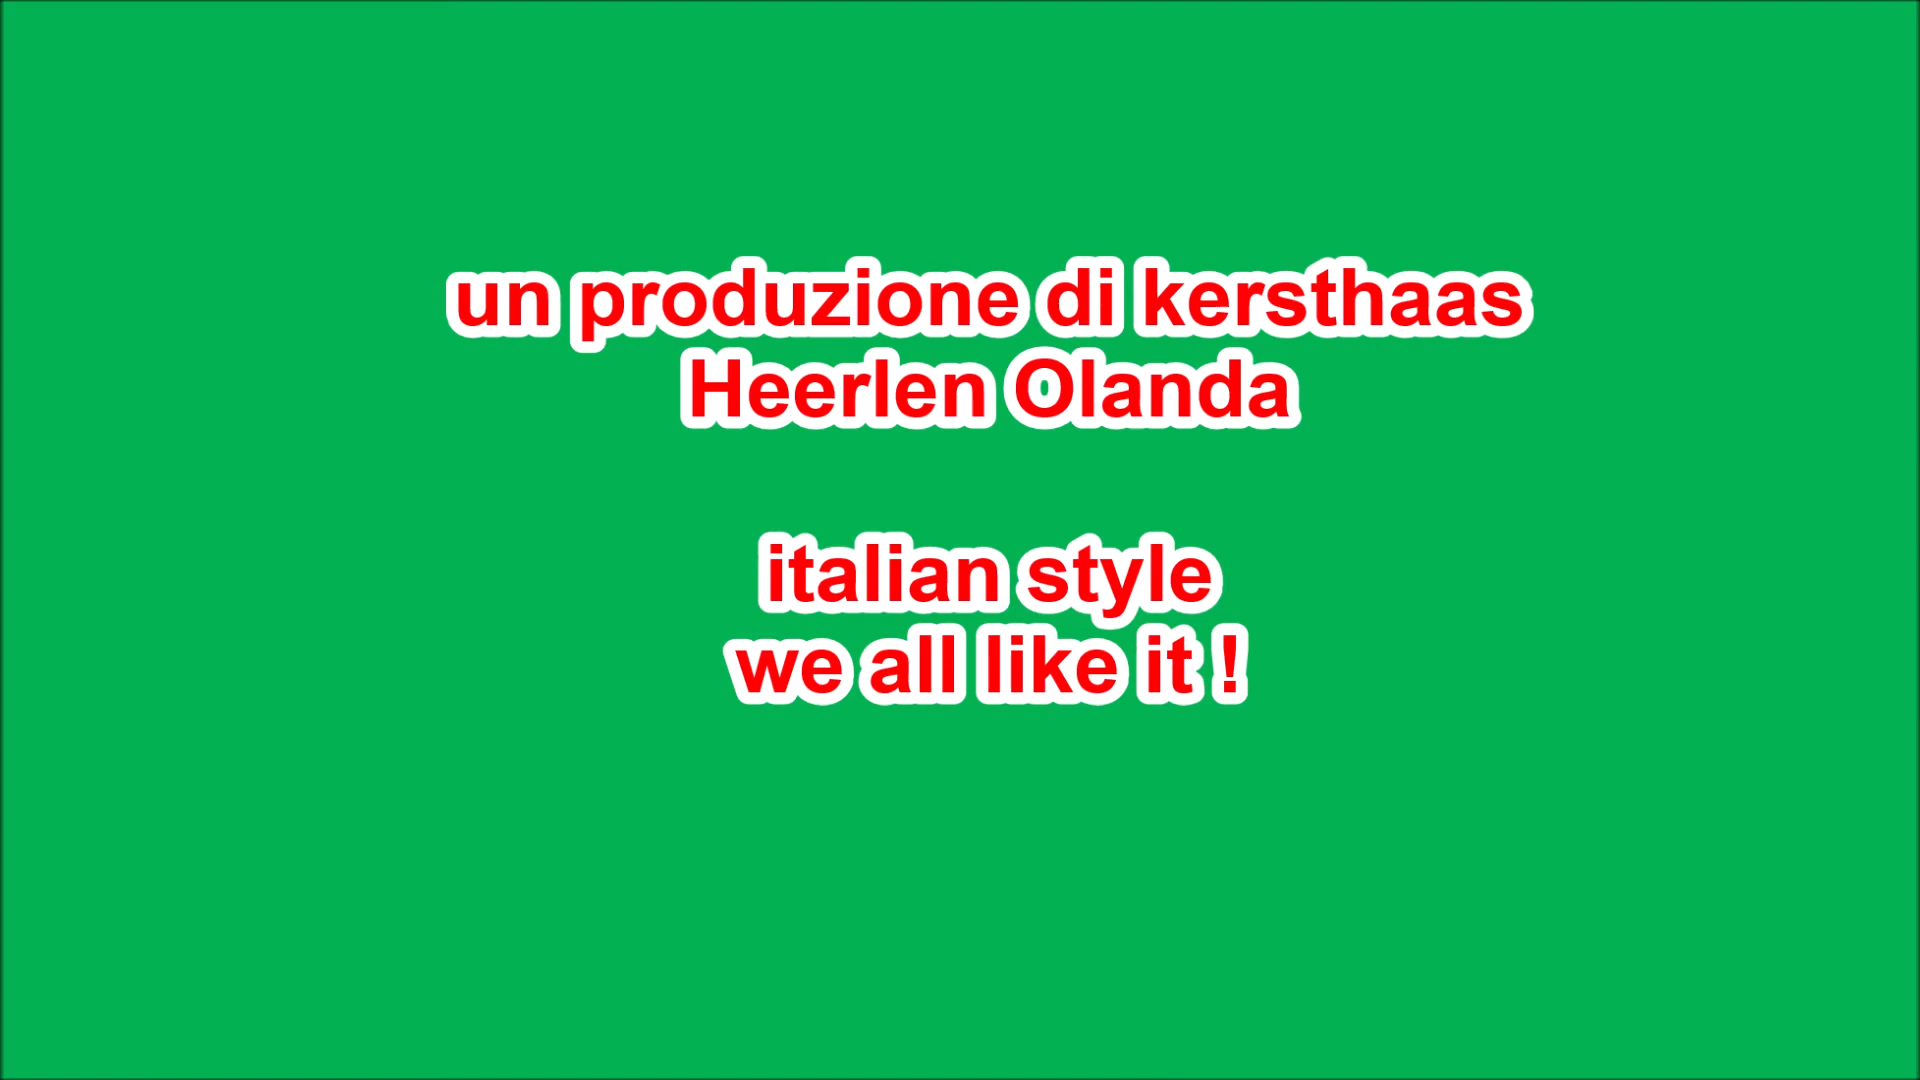 un produzione di kersthaas
Heerlen Olanda
italian style
we all like it !